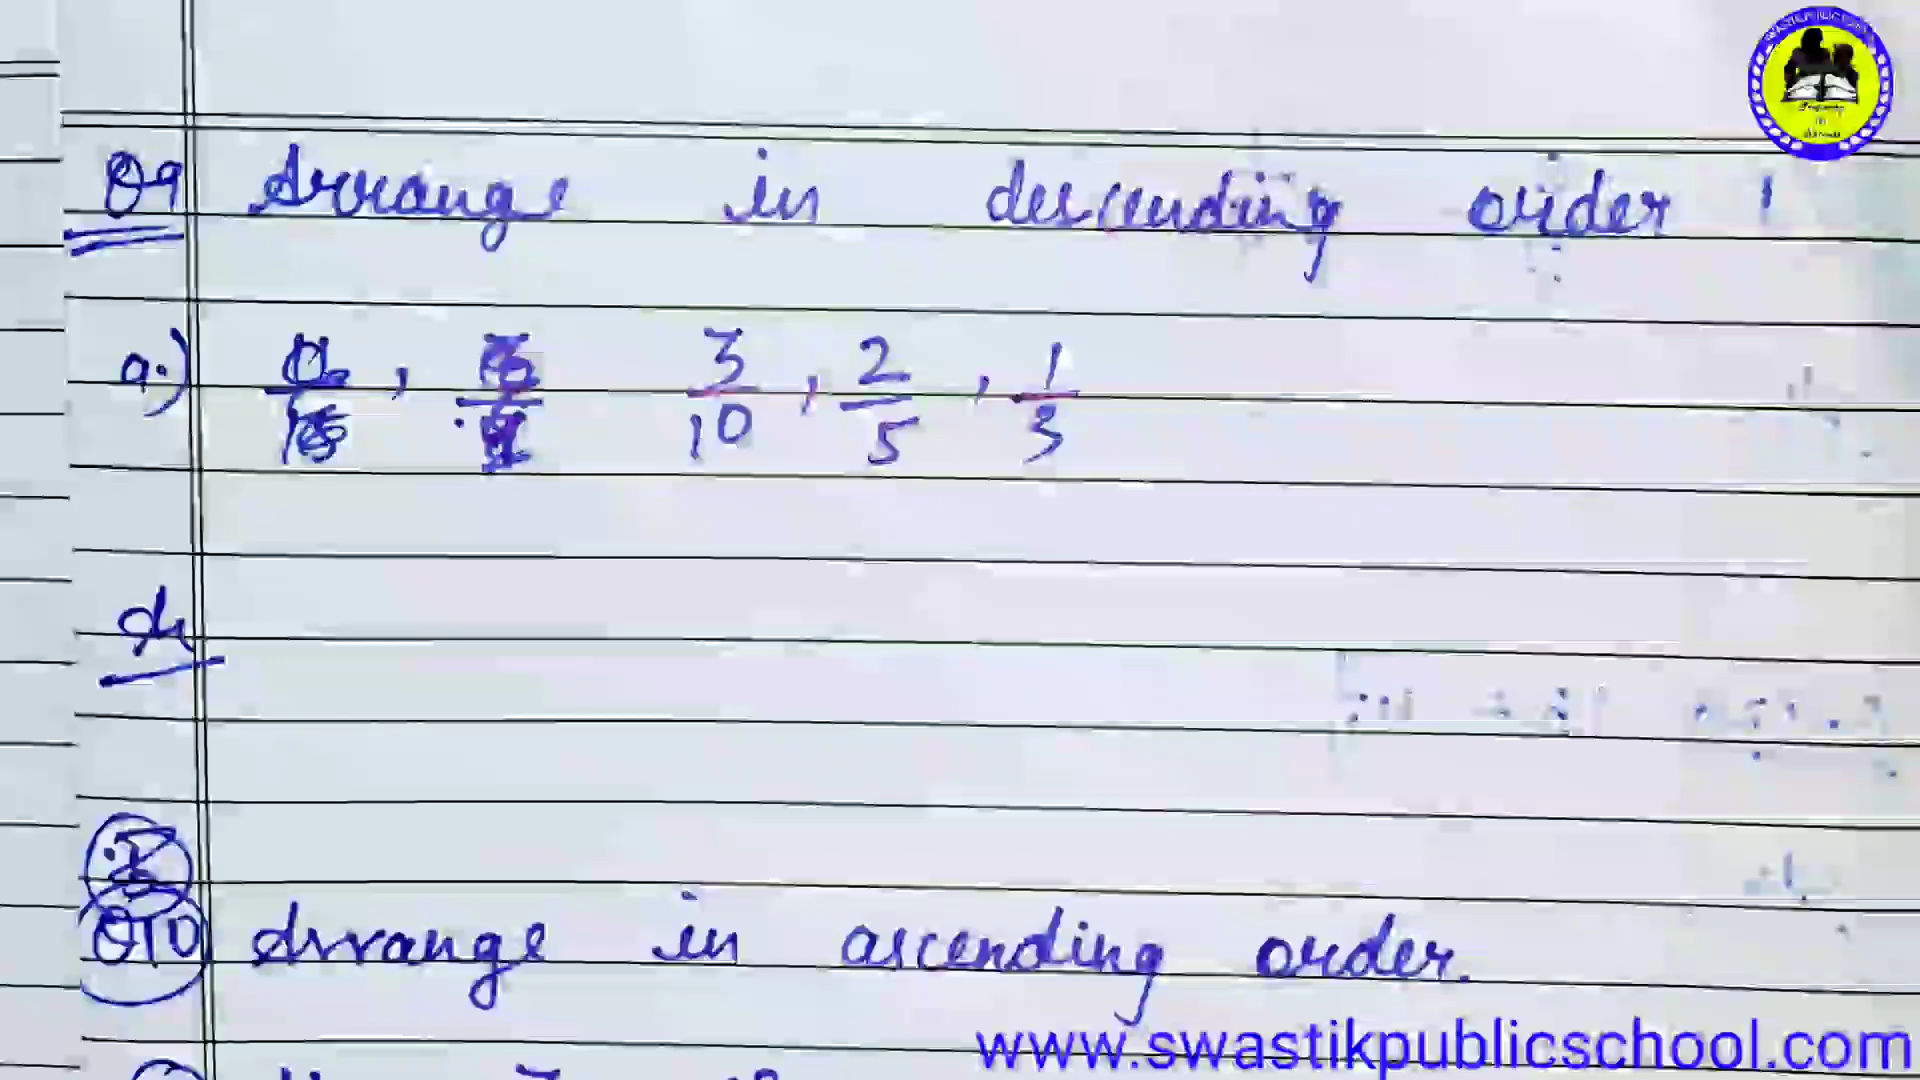 Q9 Arrange in descending order !
a.) 3/10, 2/5, 1/3
Q10 Arrange in ascending order.
www.swastikpublicschool.com